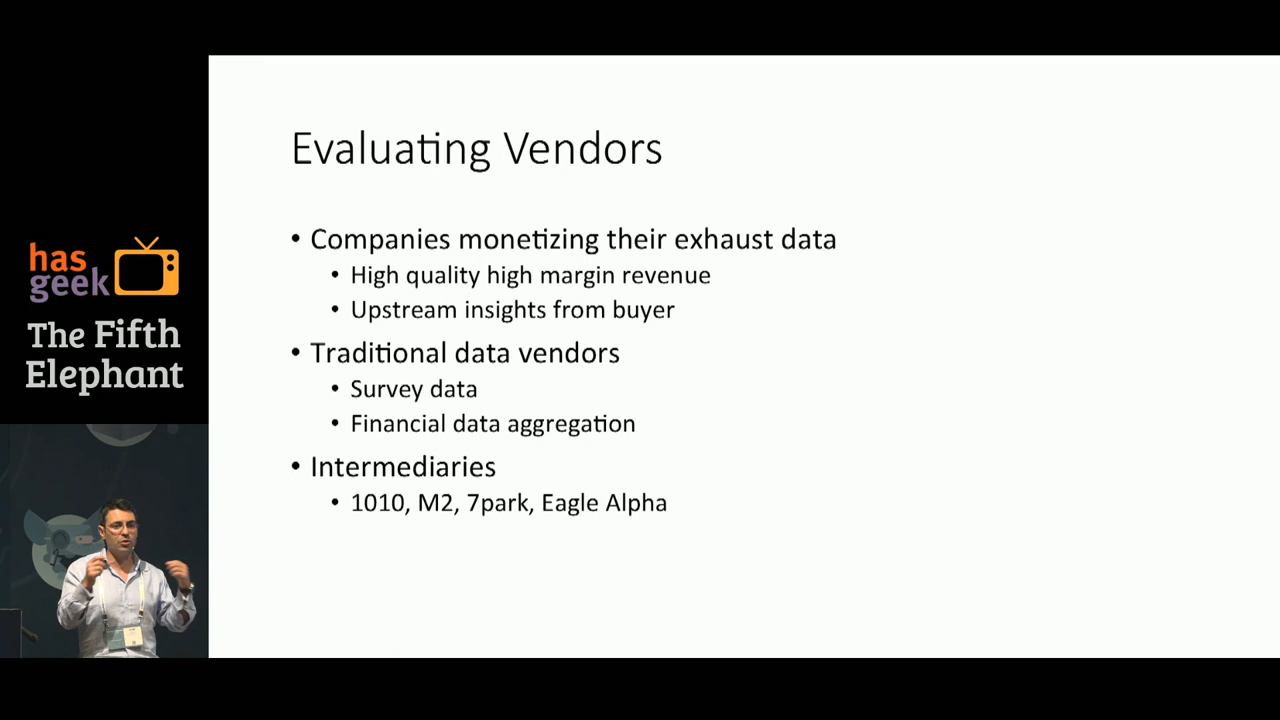 has
geek
The Fifth
Elephant
Evaluating Vendors
• Companies monetizing their exhaust data
• High quality high margin revenue
• Upstream insights from buyer
• Traditional data vendors
• Survey data
• Financial data aggregation
• Intermediaries
• 1010, M2, 7park, Eagle Alpha